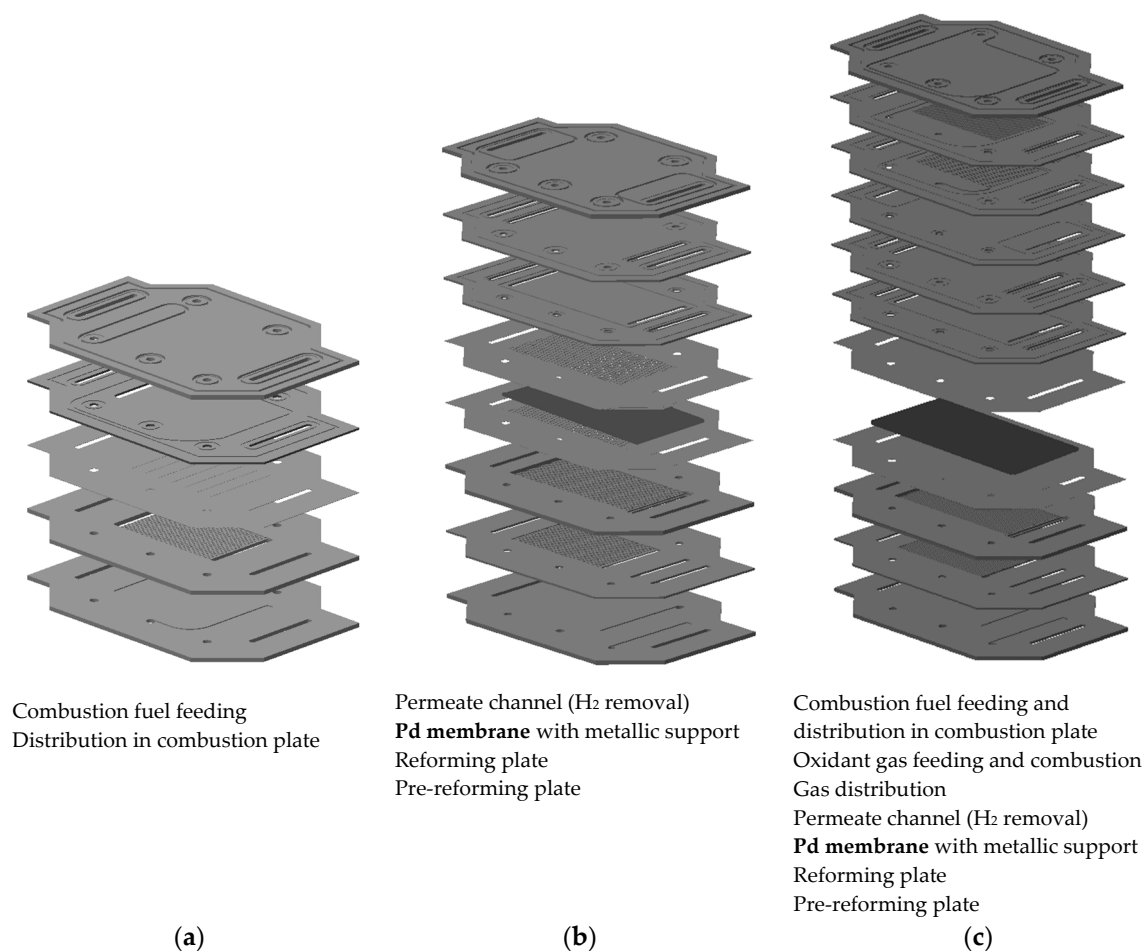 Combustion fuel feeding
Distribution in combustion plate
(a)
Permeate channel (H2 removal)
Pd membrane with metallic support
Reforming plate
Pre-reforming plate
(b)
Combustion fuel feeding and
distribution in combustion plate
Oxidant gas feeding and combustion
Gas distribution
Permeate channel (H2 removal)
Pd membrane with metallic support
Reforming plate
Pre-reforming plate
(c)